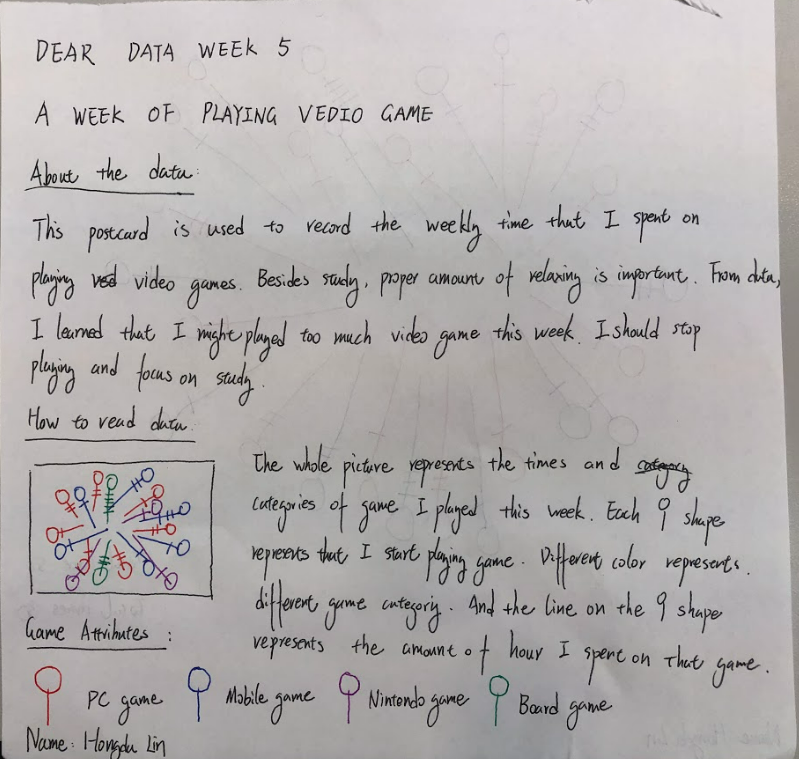 DEAR DATA WEEK 5
A WEEK OF PLAYING VEDIO GAME
About the data:
This postcard is used to record the weekly time that I spent on
playing ved video games. Besides study, proper amount of relaxing is important. From data,
I learned that I might played too much video game this week. I should stop
playing and focus on study.
How to read data.
The whole picture represents the times and category
categories of game I played this week. Each shape
represents that I start playing game. Different color represents.
different game category. And the line on the shape
represents the amount of hour I spent on that game.
Game Attributes :
PC game Mobile game Nintendo game Board game
Name: Hongda Lin